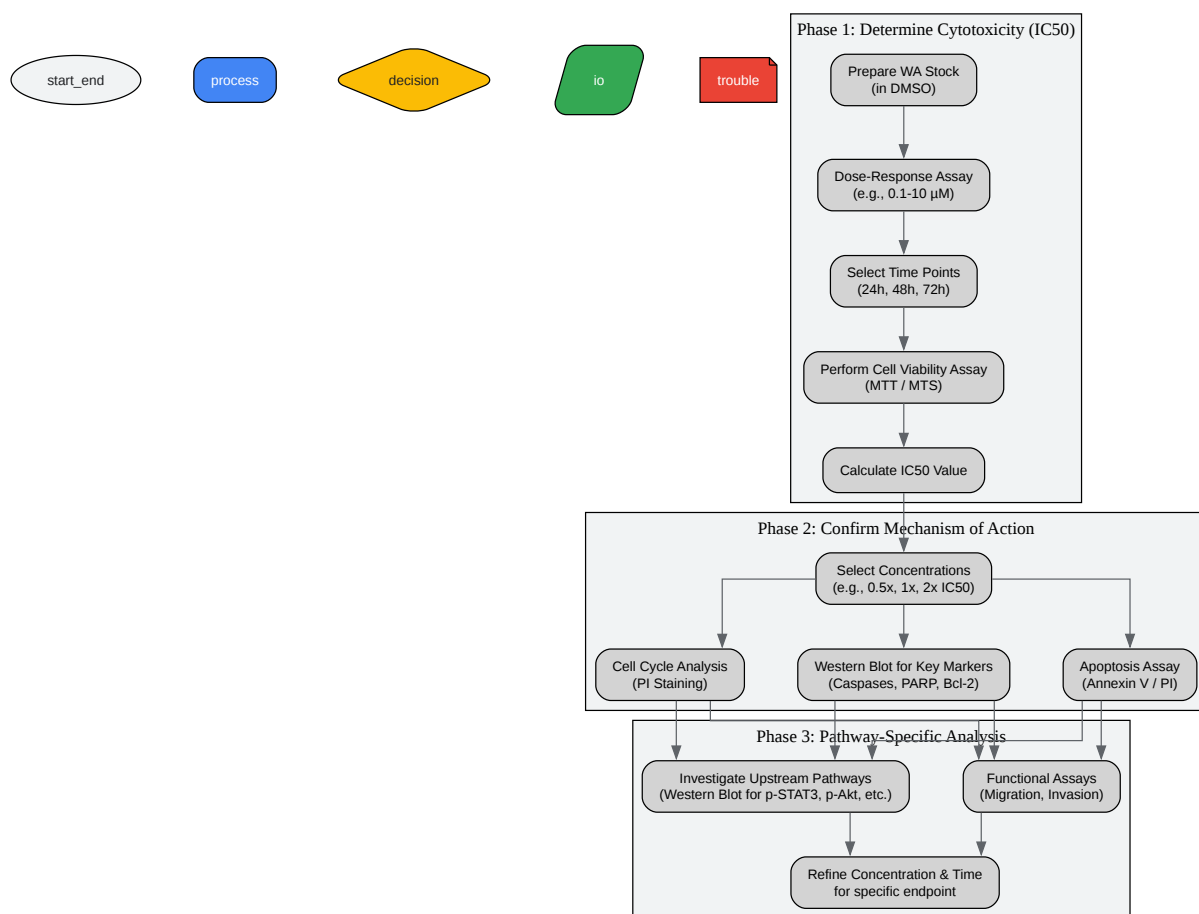 start_end
process
decision
io
trouble
Phase 1: Determine Cytotoxicity (IC50)
Prepare WA Stock
(in DMSO)
Dose-Response Assay
(e.g., 0.1-10 µM)
Select Time Points
(24h, 48h, 72h)
Perform Cell Viability Assay
(MTT / MTS)
Calculate IC50 Value
Phase 2: Confirm Mechanism of Action
Select Concentrations
(e.g., 0.5x, 1x, 2x IC50)
Cell Cycle Analysis
(PI Staining)
Western Blot for Key Markers
(Caspases, PARP, Bcl-2)
Apoptosis Assay
(Annexin V / PI)
Phase 3: Pathway-Specific Analysis
Investigate Upstream Pathways
(Western Blot for p-STAT3, p-Akt, etc.)
Functional Assays
(Migration, Invasion)
Refine Concentration & Time
for specific endpoint